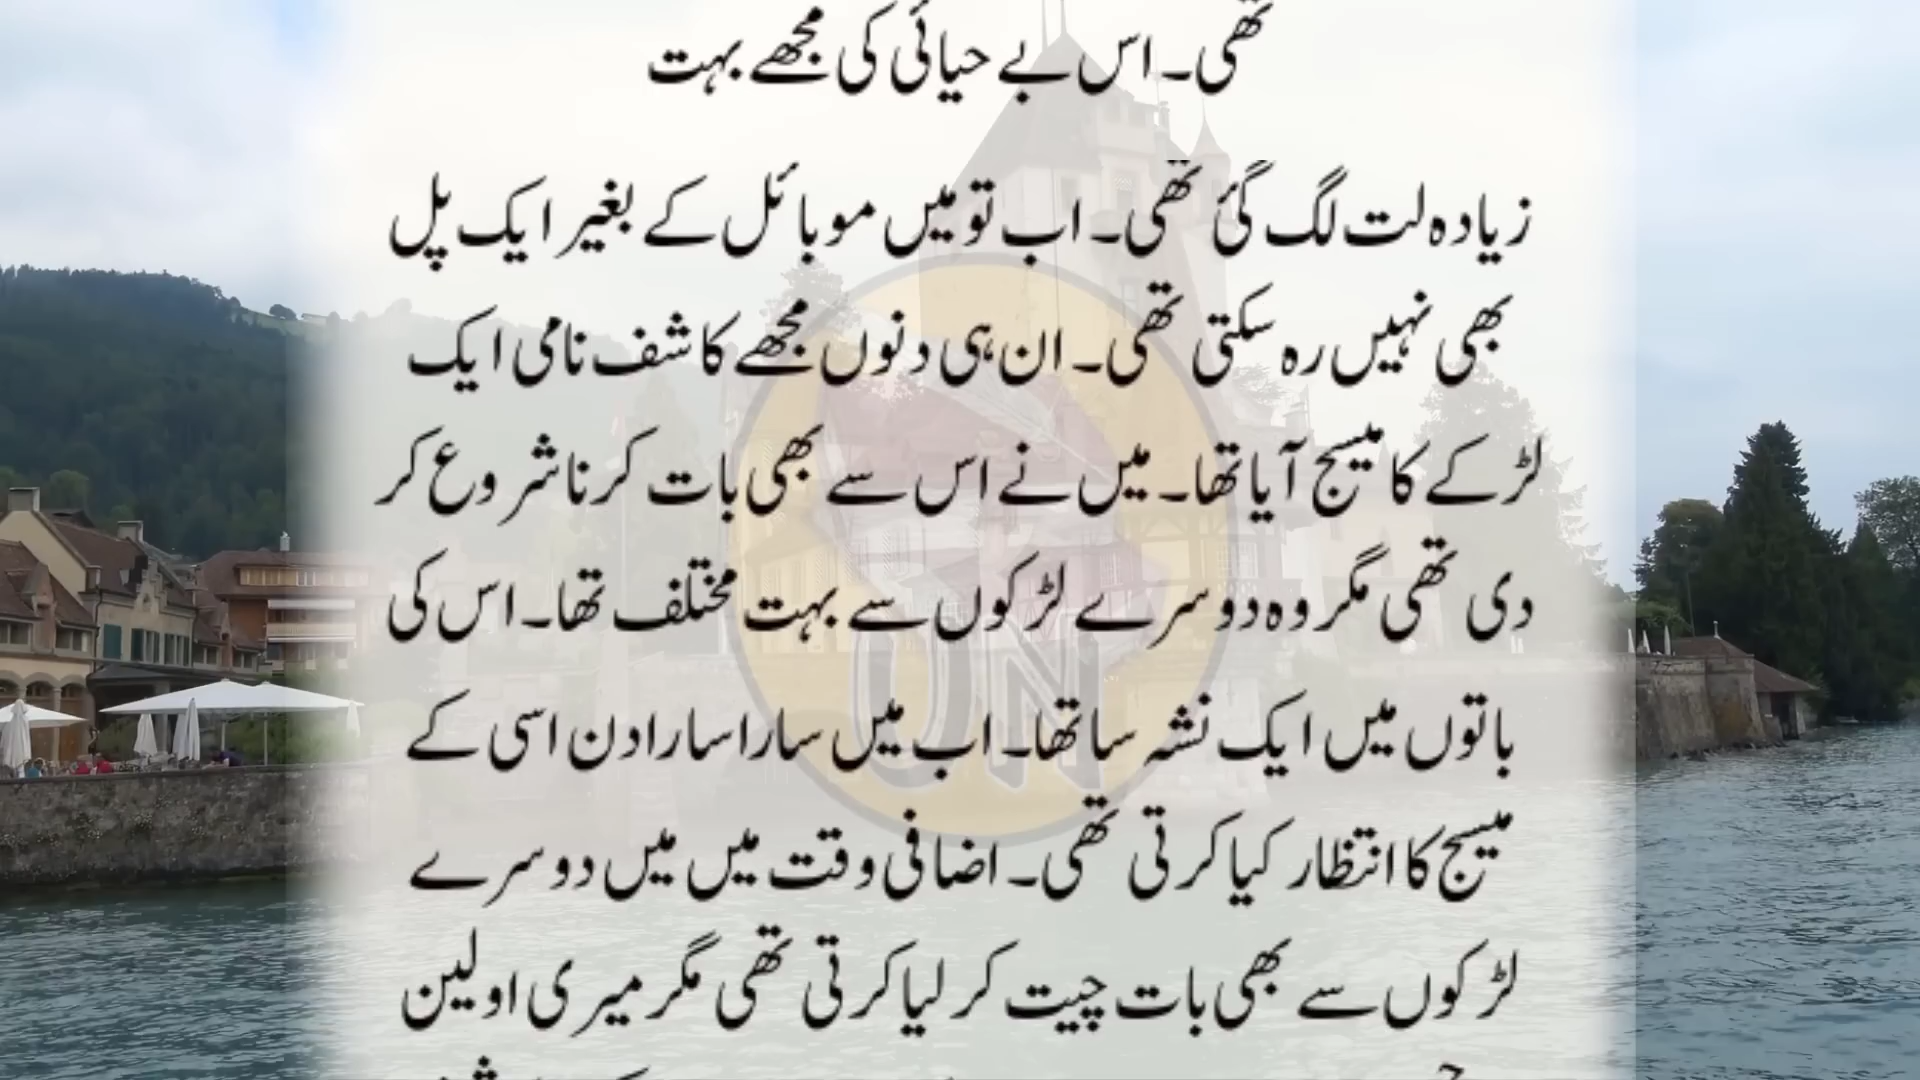 تھی۔ اس بے حیائی کی مجھے بہت
زیادہ لت لگ گئی تھی۔ اب تو میں موبائل کے بغیر ایک پل
بھی نہیں رہ سکتی تھی۔ ان ہی دنوں مجھے کاشف نامی ایک
لڑکے کا میسج آیا تھا۔ میں نے اس سے بھی بات کرنا شروع کر
دی تھی مگر وہ دوسرے لڑکوں سے بہت مختلف تھا۔ اس کی
باتوں میں ایک نشہ سا تھا۔ اب میں سارا سارا دن اسی کے
میسج کا انتظار کیا کرتی تھی۔ اضافی وقت میں میں دوسرے
لڑکوں سے بھی بات چیت کر لیا کرتی تھی مگر میری اولین
UN